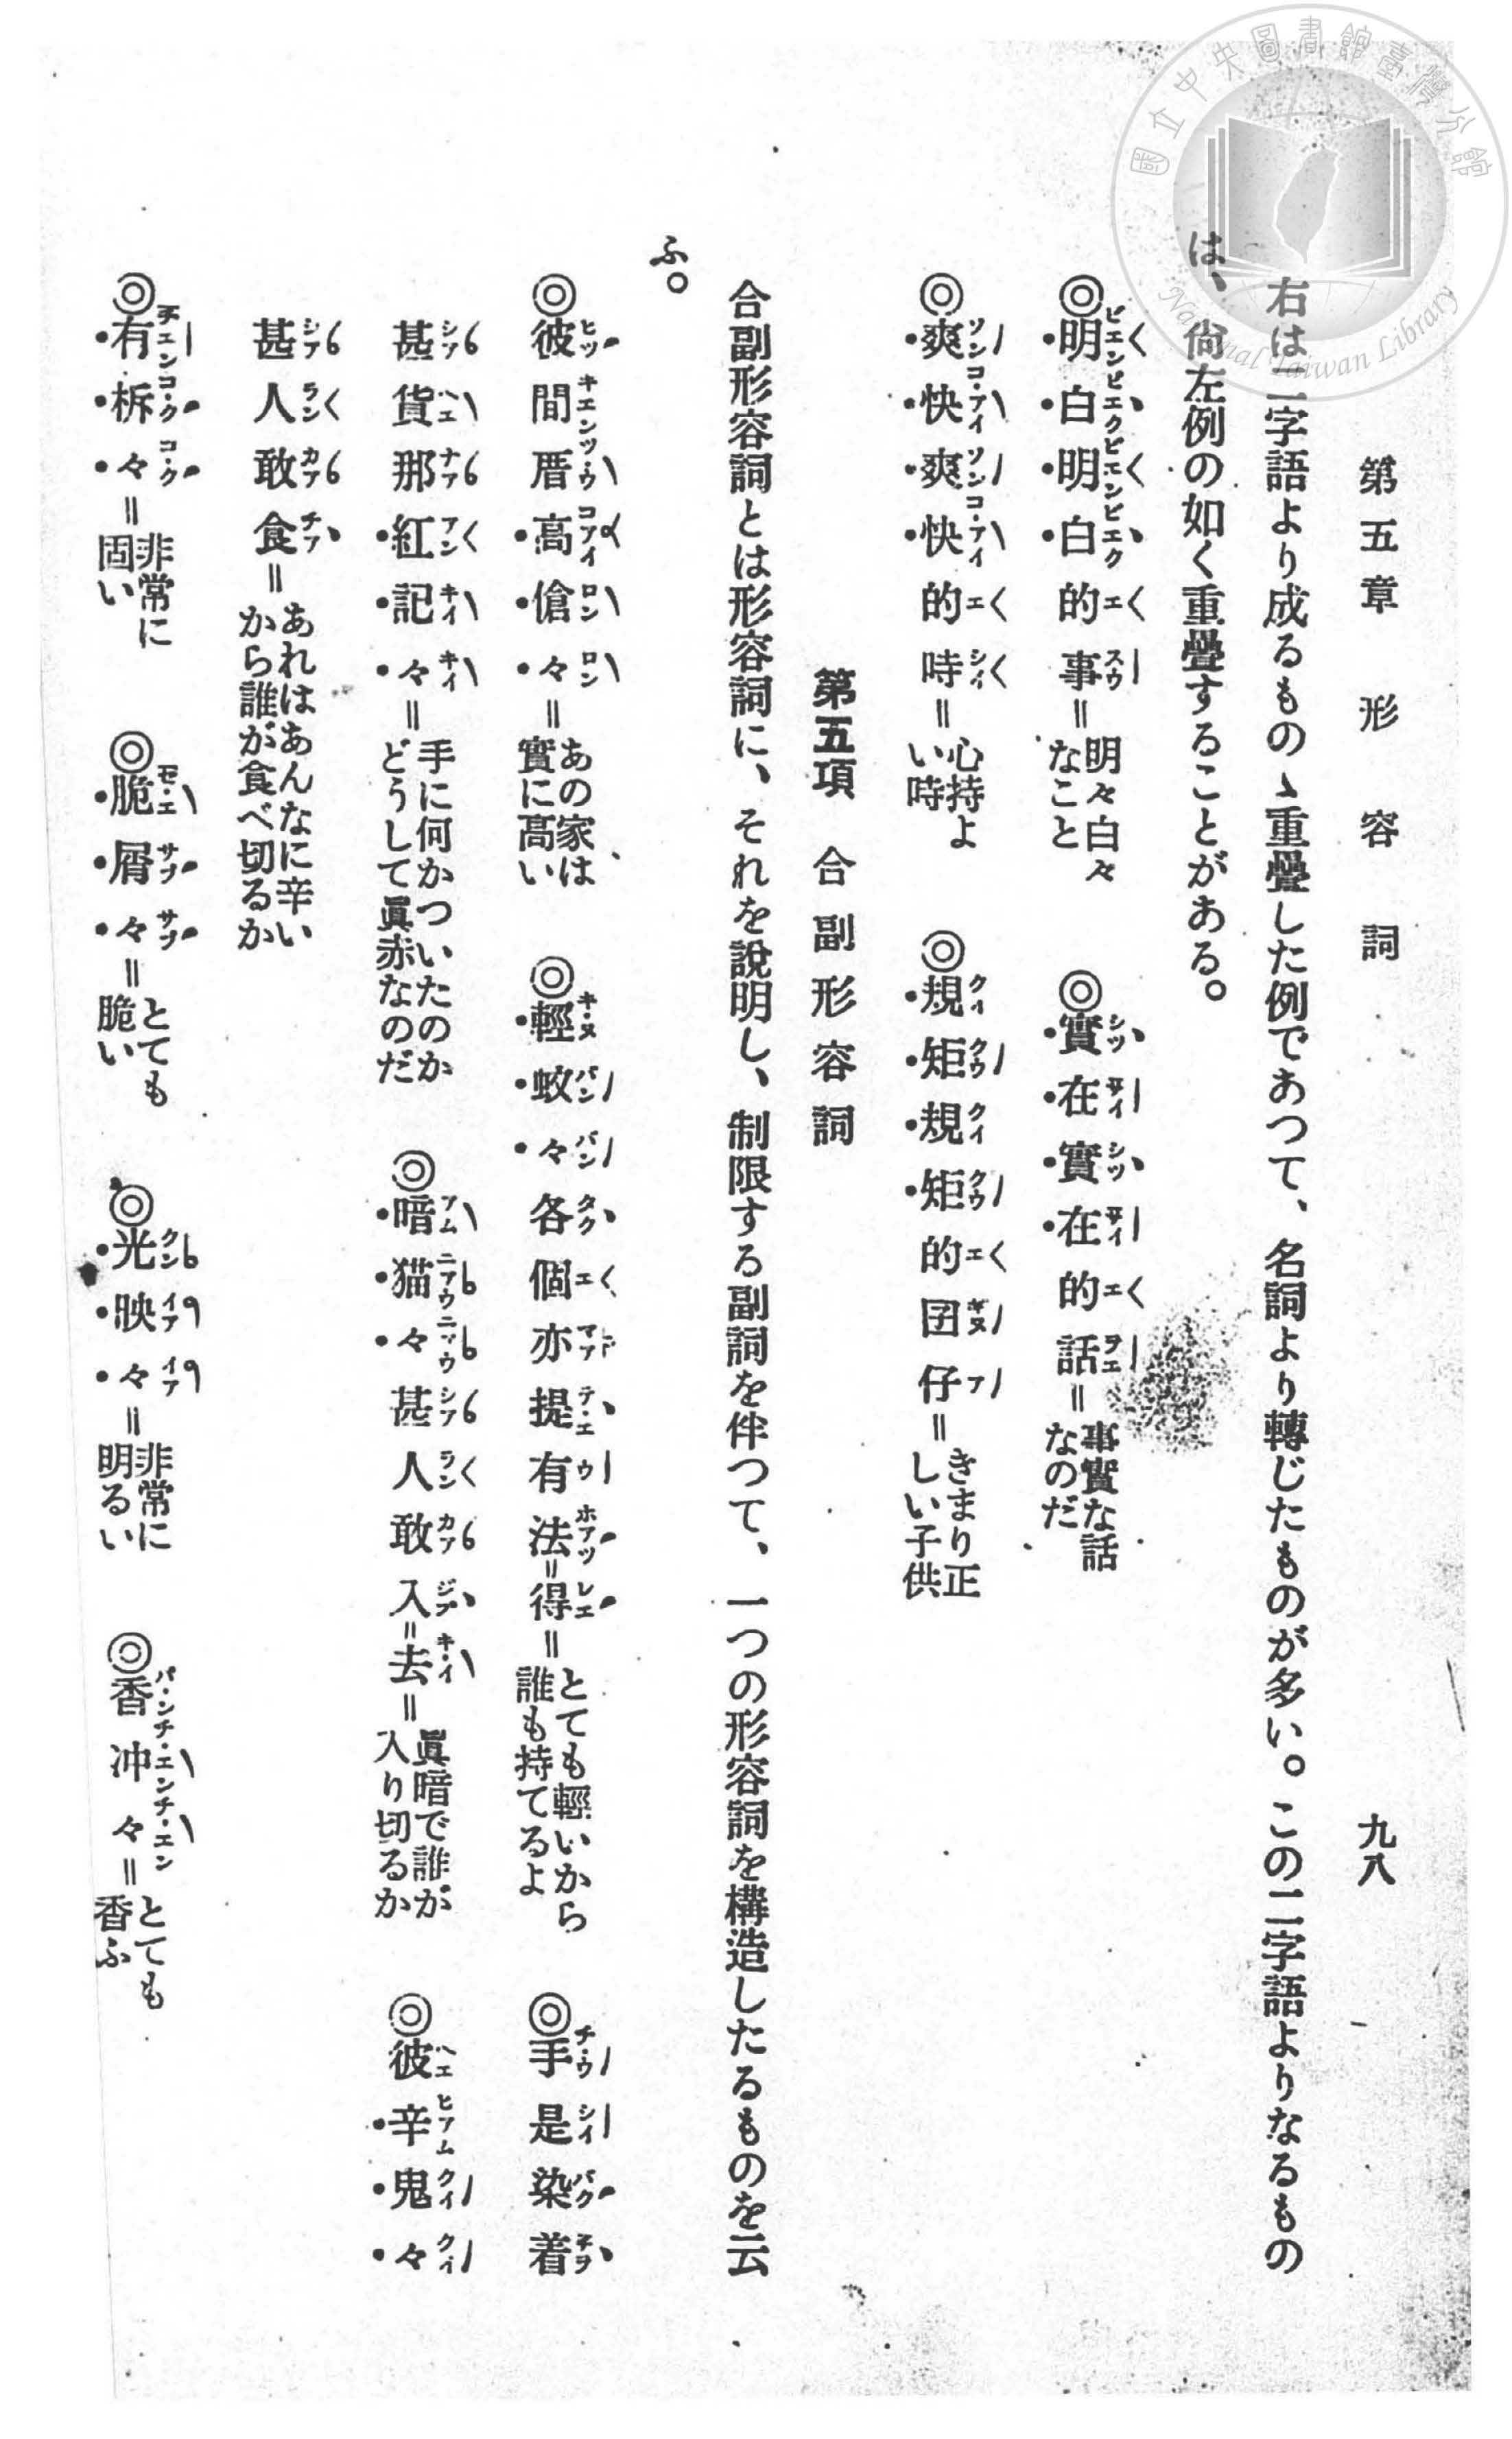 第五章 形容詞 九八
右は二字語より成るものゝ重疊した例であつて、名詞より轉じたものが多い。この二字語よりなるもの
は、尙左例の如く重疊することがある。
◎明白明白的事=明々白々なこと ◎實在實在的話=事實な話なのだ
◎爽快爽快的時=心持よい時 ◎規矩規矩的囝仔=きまり正しい子供
第五項 合副形容詞
合副形容詞とは形容詞に、それを說明し、制限する副詞を伴つて、一つの形容詞を構造したるものを云
ふ。
◎彼間厝高傖々=あの家は實に高い ◎輕蚊々各個亦提有法=得=とても輕いから誰も持てるよ ◎手是染着
甚貨那紅記々=手に何かついたのかどうして眞赤なのだ ◎暗猫々甚人敢入=去=眞暗で誰が入り切るか ◎彼辛鬼々
甚人敢食=あれはあんなに辛いから誰が食べ切るか
◎有柝々=非常に固い ◎脆屑々=とても脆い ◎光映々=非常に明るい ◎香冲々=とても香ふ
國立中央圖書館臺灣分館
National Taiwan Library